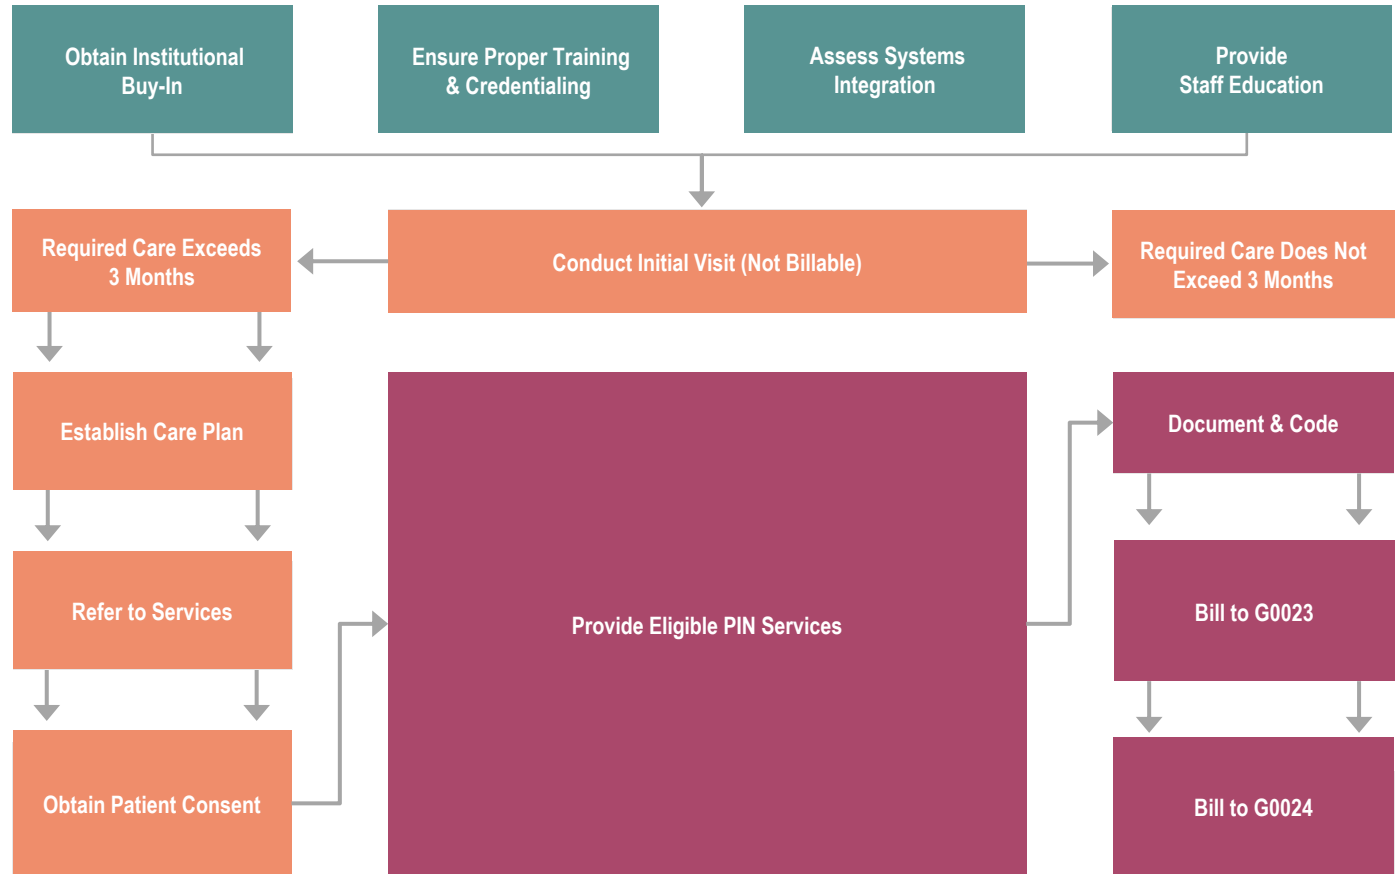 Obtain Institutional
Buy-In
Ensure Proper Training
& Credentialing
Assess Systems
Integration
Provide
Staff Education
Required Care Exceeds
3 Months
Conduct Initial Visit (Not Billable)
Required Care Does Not
Exceed 3 Months
Establish Care Plan
Refer to Services
Obtain Patient Consent
Provide Eligible PIN Services
Document & Code
Bill to G0023
Bill to G0024